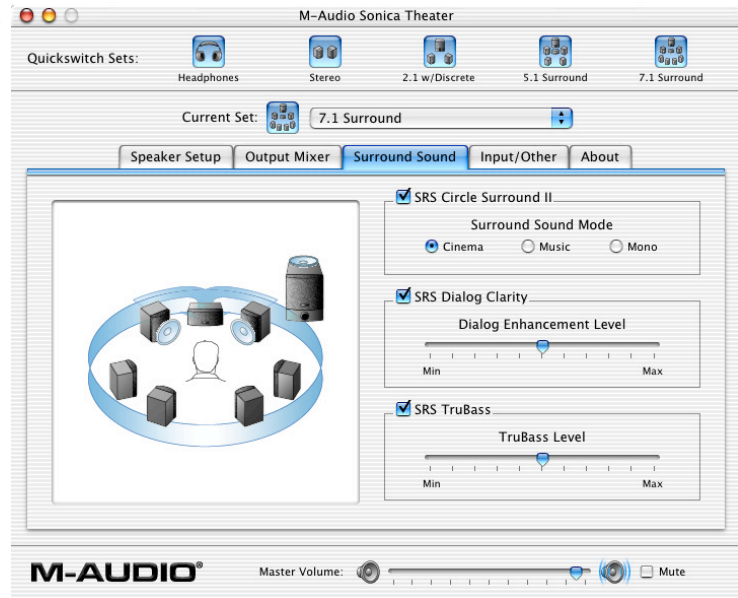 M-Audio Sonica Theater
Quickswitch Sets:
Headphones Stereo 2.1 w/Discrete 5.1 Surround 7.1 Surround
Current Set: 7.1 Surround
Speaker Setup Output Mixer Surround Sound Input/Other About
SRS Circle Surround II
Surround Sound Mode
Cinema Music Mono
SRS Dialog Clarity
Dialog Enhancement Level
Min Max
SRS TruBass
TruBass Level
Min Max
M-AUDIO® Master Volume: Mute